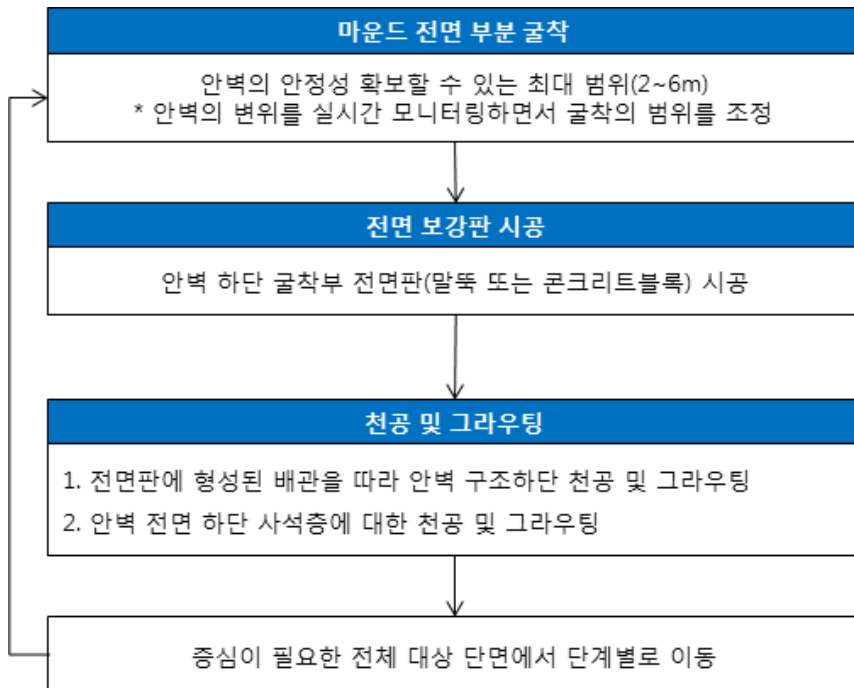 마운드 전면 부분 굴착
안벽의 안정성 확보할 수 있는 최대 범위(2~6m)
* 안벽의 변위를 실시간 모니터링하면서 굴착의 범위를 조정
전면 보강판 시공
안벽 하단 굴착부 전면판(말뚝 또는 콘크리트블록) 시공
천공 및 그라우팅
1. 전면판에 형성된 배관을 따라 안벽 구조하단 천공 및 그라우팅
2. 안벽 전면 하단 사석층에 대한 천공 및 그라우팅
증심이 필요한 전체 대상 단면에서 단계별로 이동